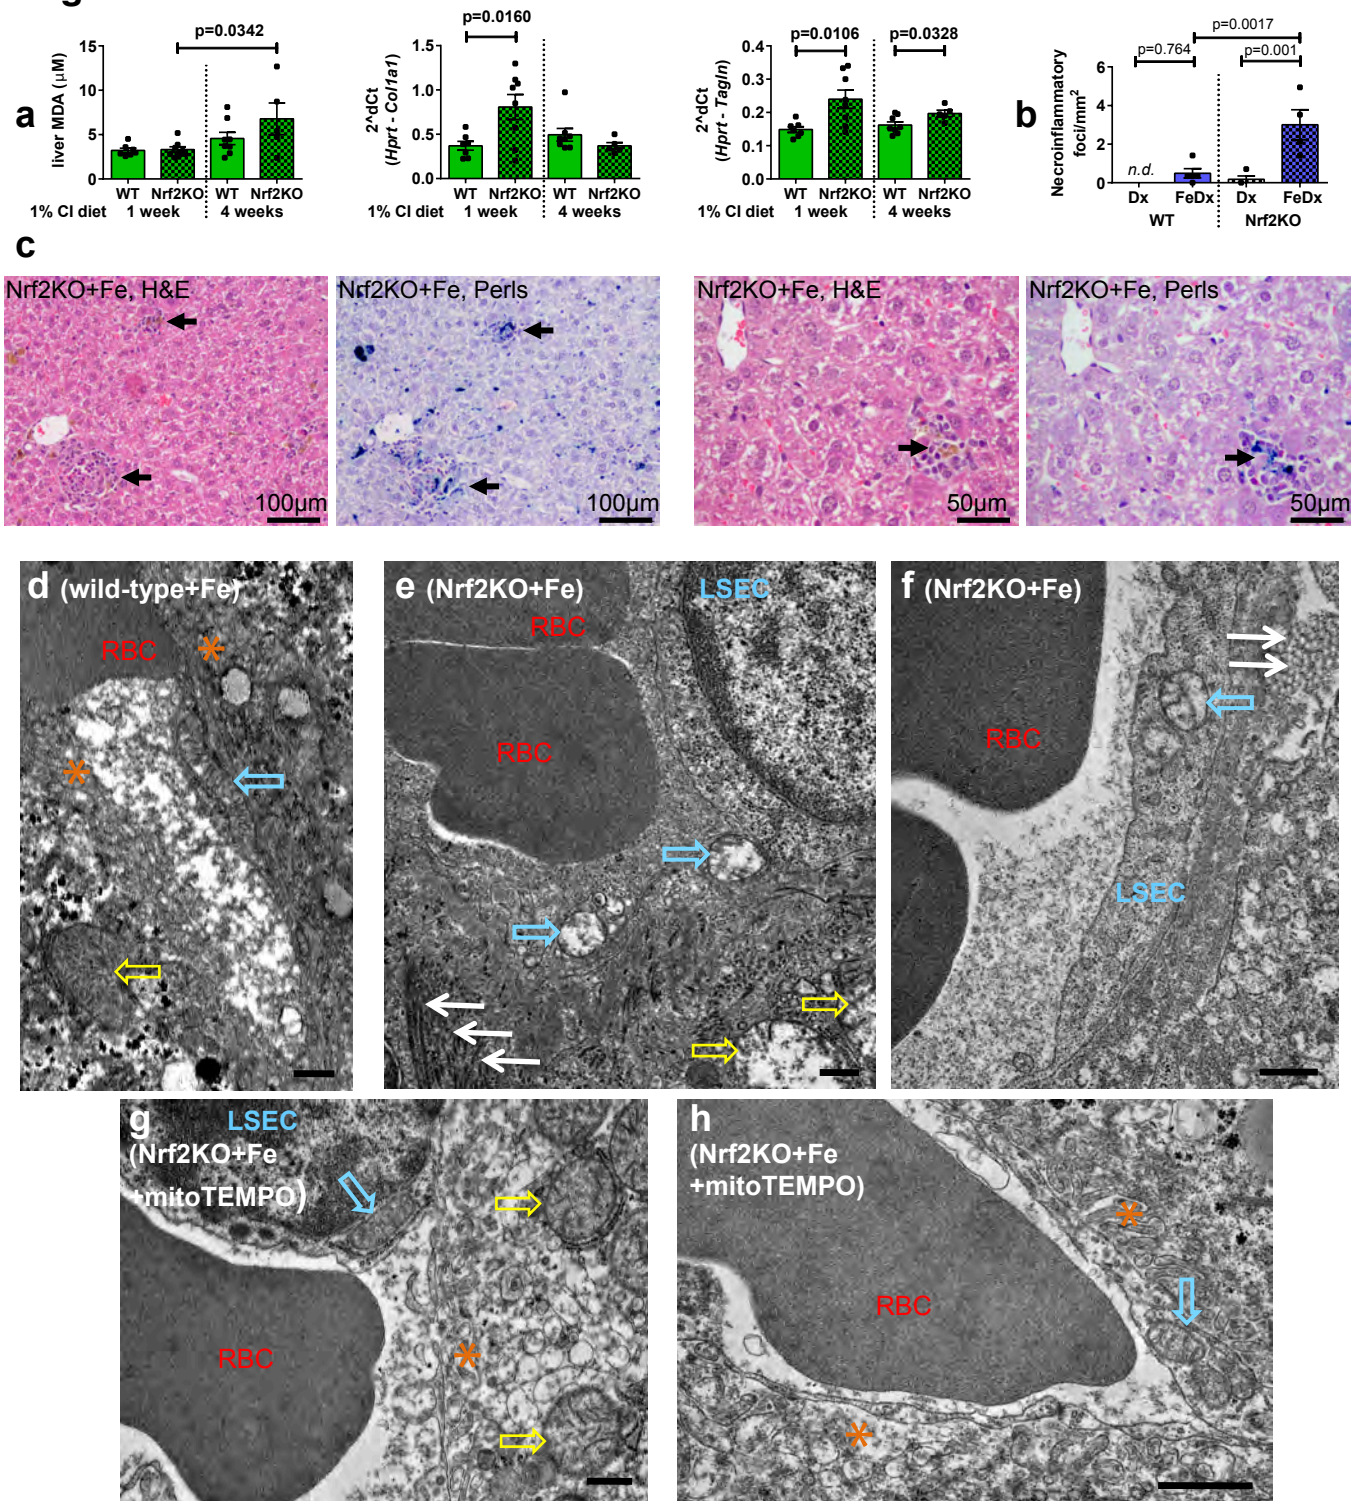 a
liver MDA (µM)
15
10
5
0
p=0.0342
WT Nrf2KO WT Nrf2KO
1% CI diet 1 week 4 weeks
2^dCt
(Hprt - Col1a1)
1.5
1.0
0.5
0.0
p=0.0160
WT Nrf2KO WT Nrf2KO
1% CI diet 1 week 4 weeks
2^dCt
(Hprt - Tagln)
0.4
0.3
0.2
0.1
0.0
p=0.0106 p=0.0328
WT Nrf2KO WT Nrf2KO
1% CI diet 1 week 4 weeks
b
Necroinflammatory
foci/mm²
6
4
2
0
p=0.0017
p=0.764 p=0.001
n.d.
Dx FeDx Dx FeDx
WT Nrf2KO
c
Nrf2KO+Fe, H&E
100µm
Nrf2KO+Fe, Perls
100µm
Nrf2KO+Fe, H&E
50µm
Nrf2KO+Fe, Perls
50µm
d (wild-type+Fe)
RBC
e (Nrf2KO+Fe)
LSEC
RBC
RBC
f (Nrf2KO+Fe)
RBC
LSEC
g
LSEC
(Nrf2KO+Fe
+mitoTEMPO)
RBC
h
(Nrf2KO+Fe
+mitoTEMPO)
RBC